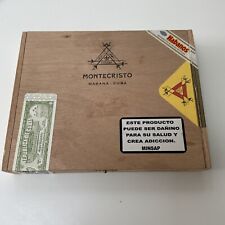 Habanos
MONTECRISTO
HABANA · CUBA
ESTE PRODUCTO
PUEDE SER DAÑINO
PARA SU SALUD Y
CREA ADICCION.
MINSAP